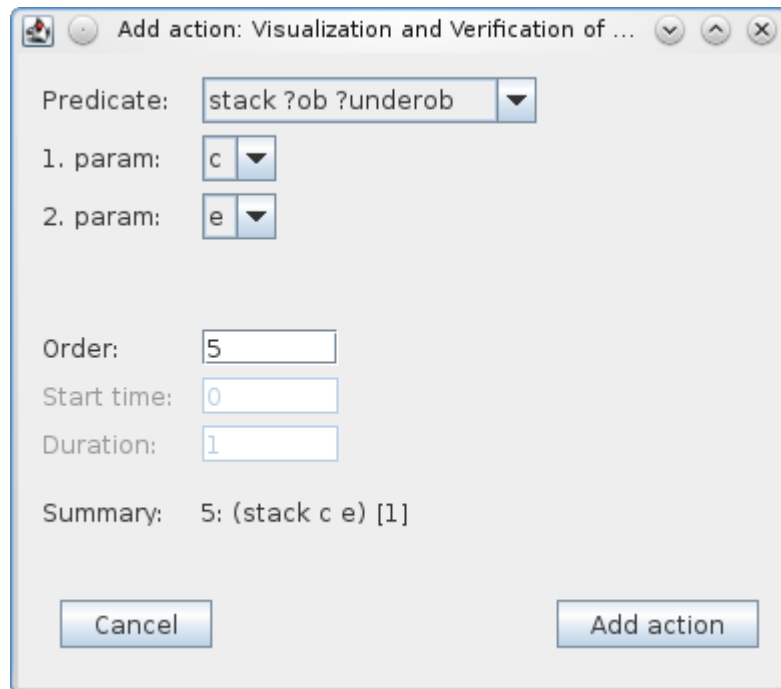 Add action: Visualization and Verification of ...
Predicate: stack ?ob ?underob
1. param: c
2. param: e
Order: 5
Start time: 0
Duration: 1
Summary: 5: (stack c e) [1]
Cancel Add action